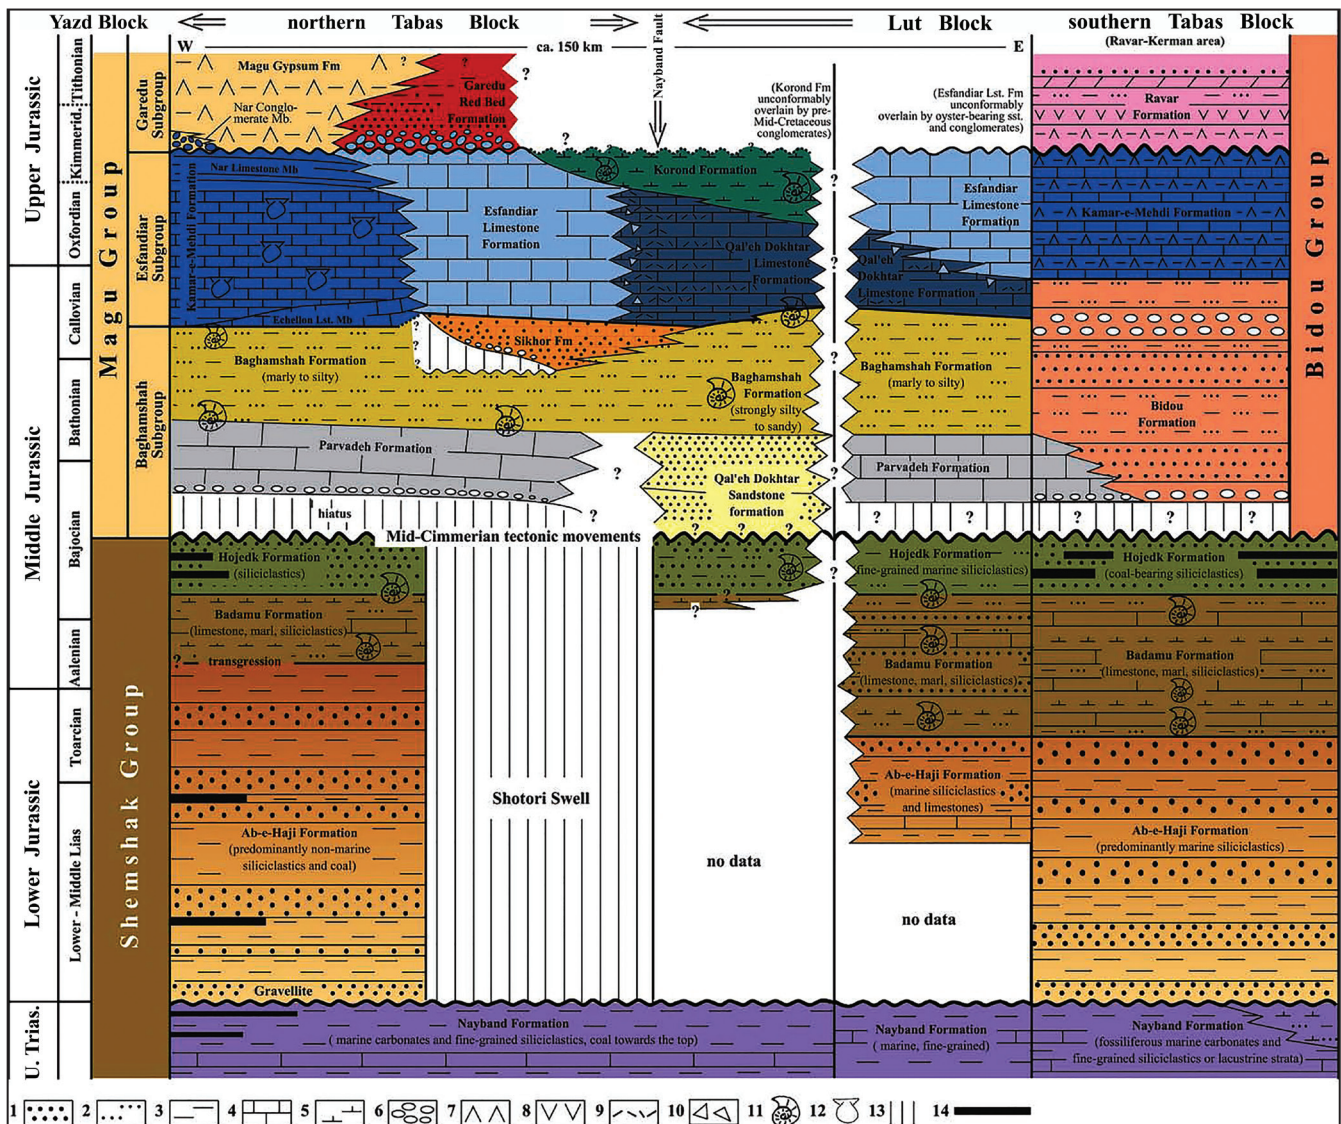 Yazd Block
northern Tabas Block
Lut Block
southern Tabas Block
(Ravar-Kerman area)
W
ca. 150 km
E
Nayband Fault
Upper Jurassic
Middle Jurassic
Lower Jurassic
U. Trias.
Tithonian
Kimmerid.
Oxfordian
Callovian
Bathonian
Bajocian
Aalenian
Toarcian
Lower - Middle Lias
Magu Group
Shemshak Group
Garedu
Subgroup
Esfandiar
Subgroup
Baghamshah
Subgroup
Bidou Group
Magu Gypsum Fm
?
?
?
Nar Conglo-
merate Mb.
Garedu
Red Bed
Formation
(Korond Fm
unconformably
overlain by pre-
Mid-Cretaceous
conglomerates)
(Esfandiar Lst. Fm
unconformably
overlain by oyster-bearing sst.
and conglomerates)
Ravar
Formation
Nar Limestone Mb
Kamar-e-Mehdi Formation
Echellon Lst. Mb
Esfandiar
Limestone
Formation
?
?
?
Korond Formation
Qal'eh Dokhtar
Limestone
Formation
?
?
Esfandiar
Limestone
Formation
Qal'eh
Dokhtar
Limestone Formation
Kamar-e-Mehdi Formation
Sikhor Fm
?
?
Baghamshah Formation
(marly to silty)
Baghamshah
Formation
(strongly silty
to sandy)
?
Baghamshah Formation
(marly to silty)
Bidou
Formation
Parvadeh Formation
?
?
Qal'eh Dokhtar
Sandstone
formation
? ? ? ?
?
Parvadeh Formation
hiatus
? ? ?
Mid-Cimmerian tectonic movements
Hojedk Formation
(siliciclastics)
?
?
?
Hojedk Formation
fine-grained marine siliciclastics)
Hojedk Formation
(coal-bearing siliciclastics)
Badamu Formation
(limestone, marl, siliciclastics)
? transgression
Badamu Formation
(limestone, marl, siliciclastics)
Badamu Formation
(limestone, marl, siliciclastics)
Shotori Swell
no data
no data
Ab-e-Haji Formation
(predominantly non-marine
siliciclastics and coal)
Ab-e-Haji Formation
(marine siliciclastics
and limestones)
Ab-e-Haji Formation
(predominantly marine siliciclastics)
Gravellite
Nayband Formation
( marine carbonates and fine-grained siliciclastics, coal towards the top)
Nayband Formation
( marine, fine-grained)
Nayband Formation
(fossiliferous marine carbonates and
fine-grained siliciclastics or lacustrine strata)
1 2 3 4 5 6 7 8 9 10 11 12 13 14